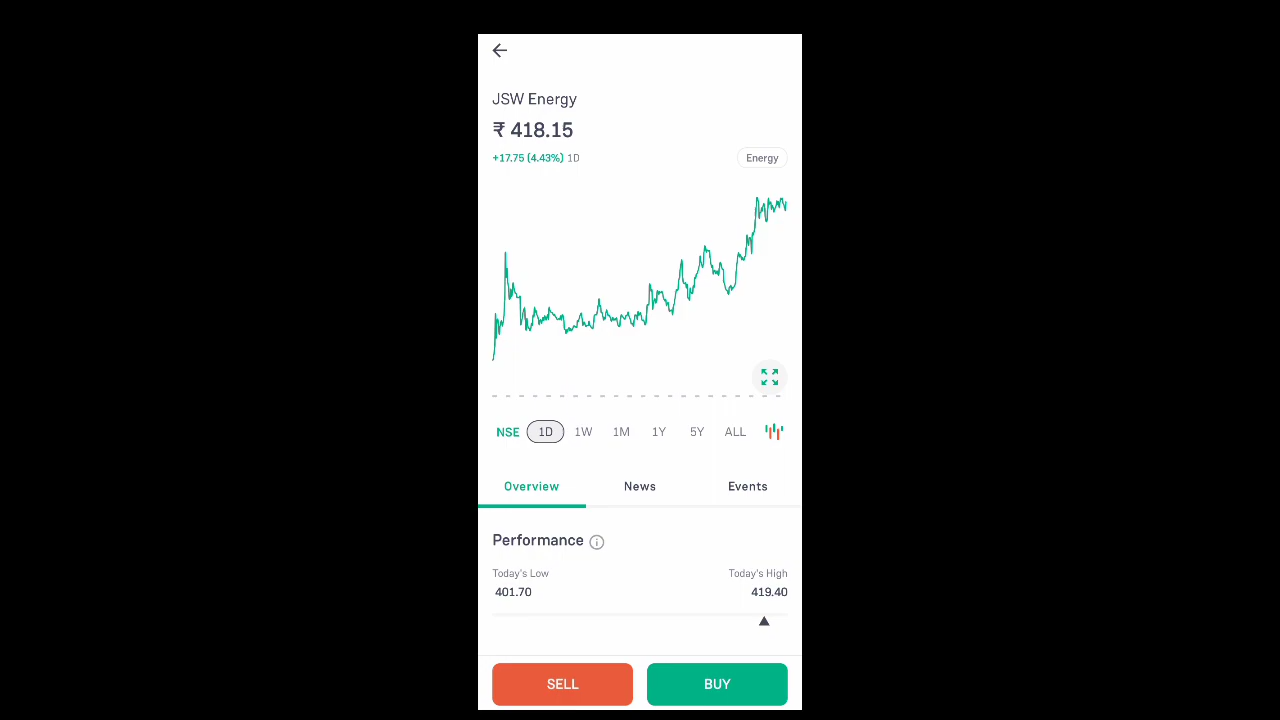 JSW Energy
₹ 418.15
+17.75 (4.43%) 1D
Energy
NSE 1D 1W 1M 1Y 5Y ALL
Overview News Events
Performance
Today's Low Today's High
401.70 419.40
SELL BUY